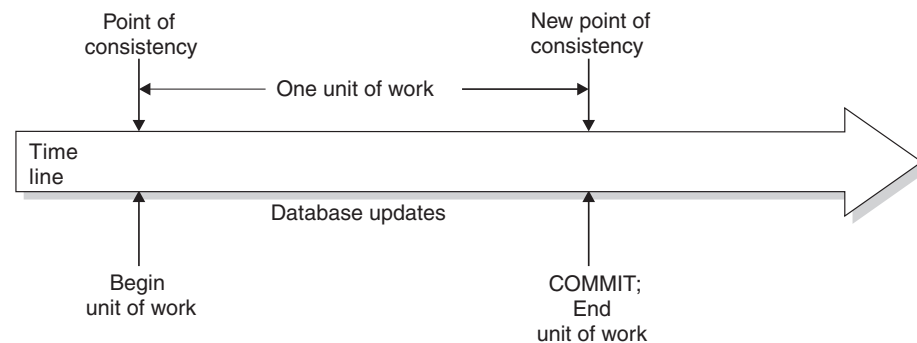 Point of
consistency
New point of
consistency
One unit of work
Time
line
Database updates
Begin
unit of work
COMMIT;
End
unit of work